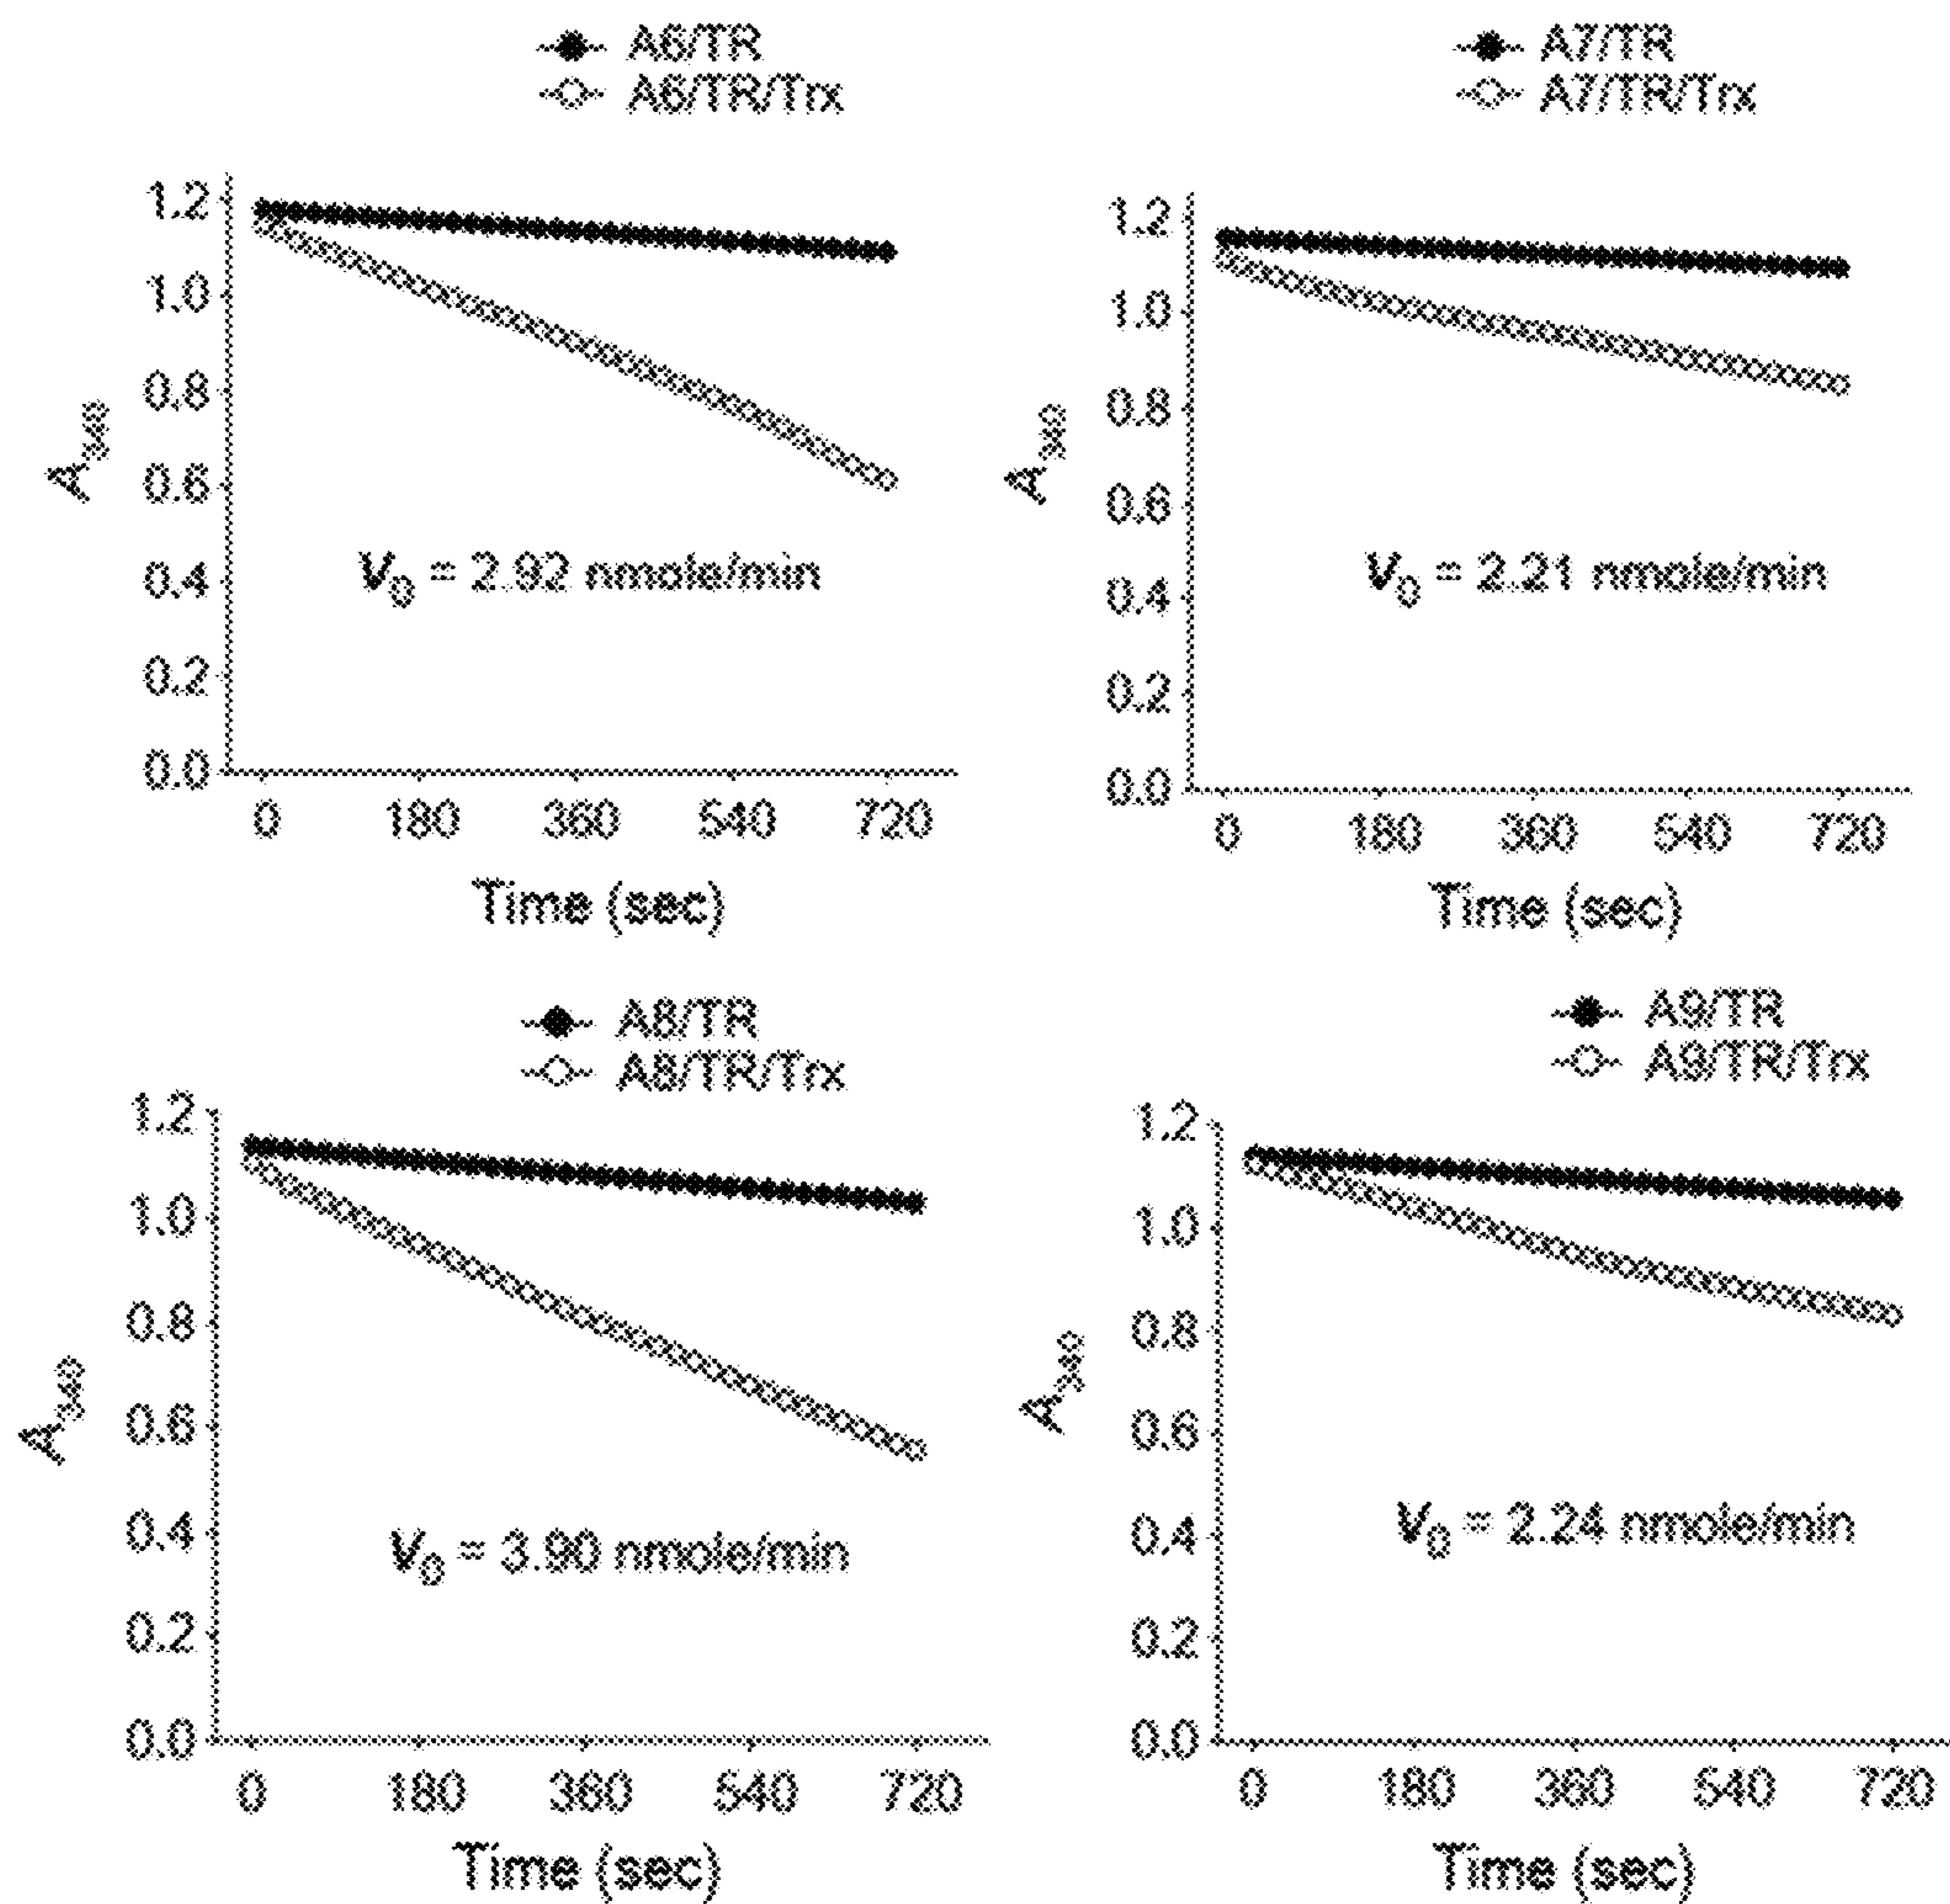 A6/TR
A6/TR/Trx
1.2
1.0
0.8
0.6
0.4
0.2
0.0
A340
V0 = 2.92 nmole/min
0 180 360 540 720
Time (sec)
A7/TR
A7/TR/Trx
1.2
1.0
0.8
0.6
0.4
0.2
0.0
A340
V0 = 2.21 nmole/min
0 180 360 540 720
Time (sec)
A8/TR
A8/TR/Trx
1.2
1.0
0.8
0.6
0.4
0.2
0.0
A340
V0 = 3.90 nmole/min
0 180 360 540 720
Time (sec)
A9/TR
A9/TR/Trx
1.2
1.0
0.8
0.6
0.4
0.2
0.0
A340
V0 = 2.24 nmole/min
0 180 360 540 720
Time (sec)